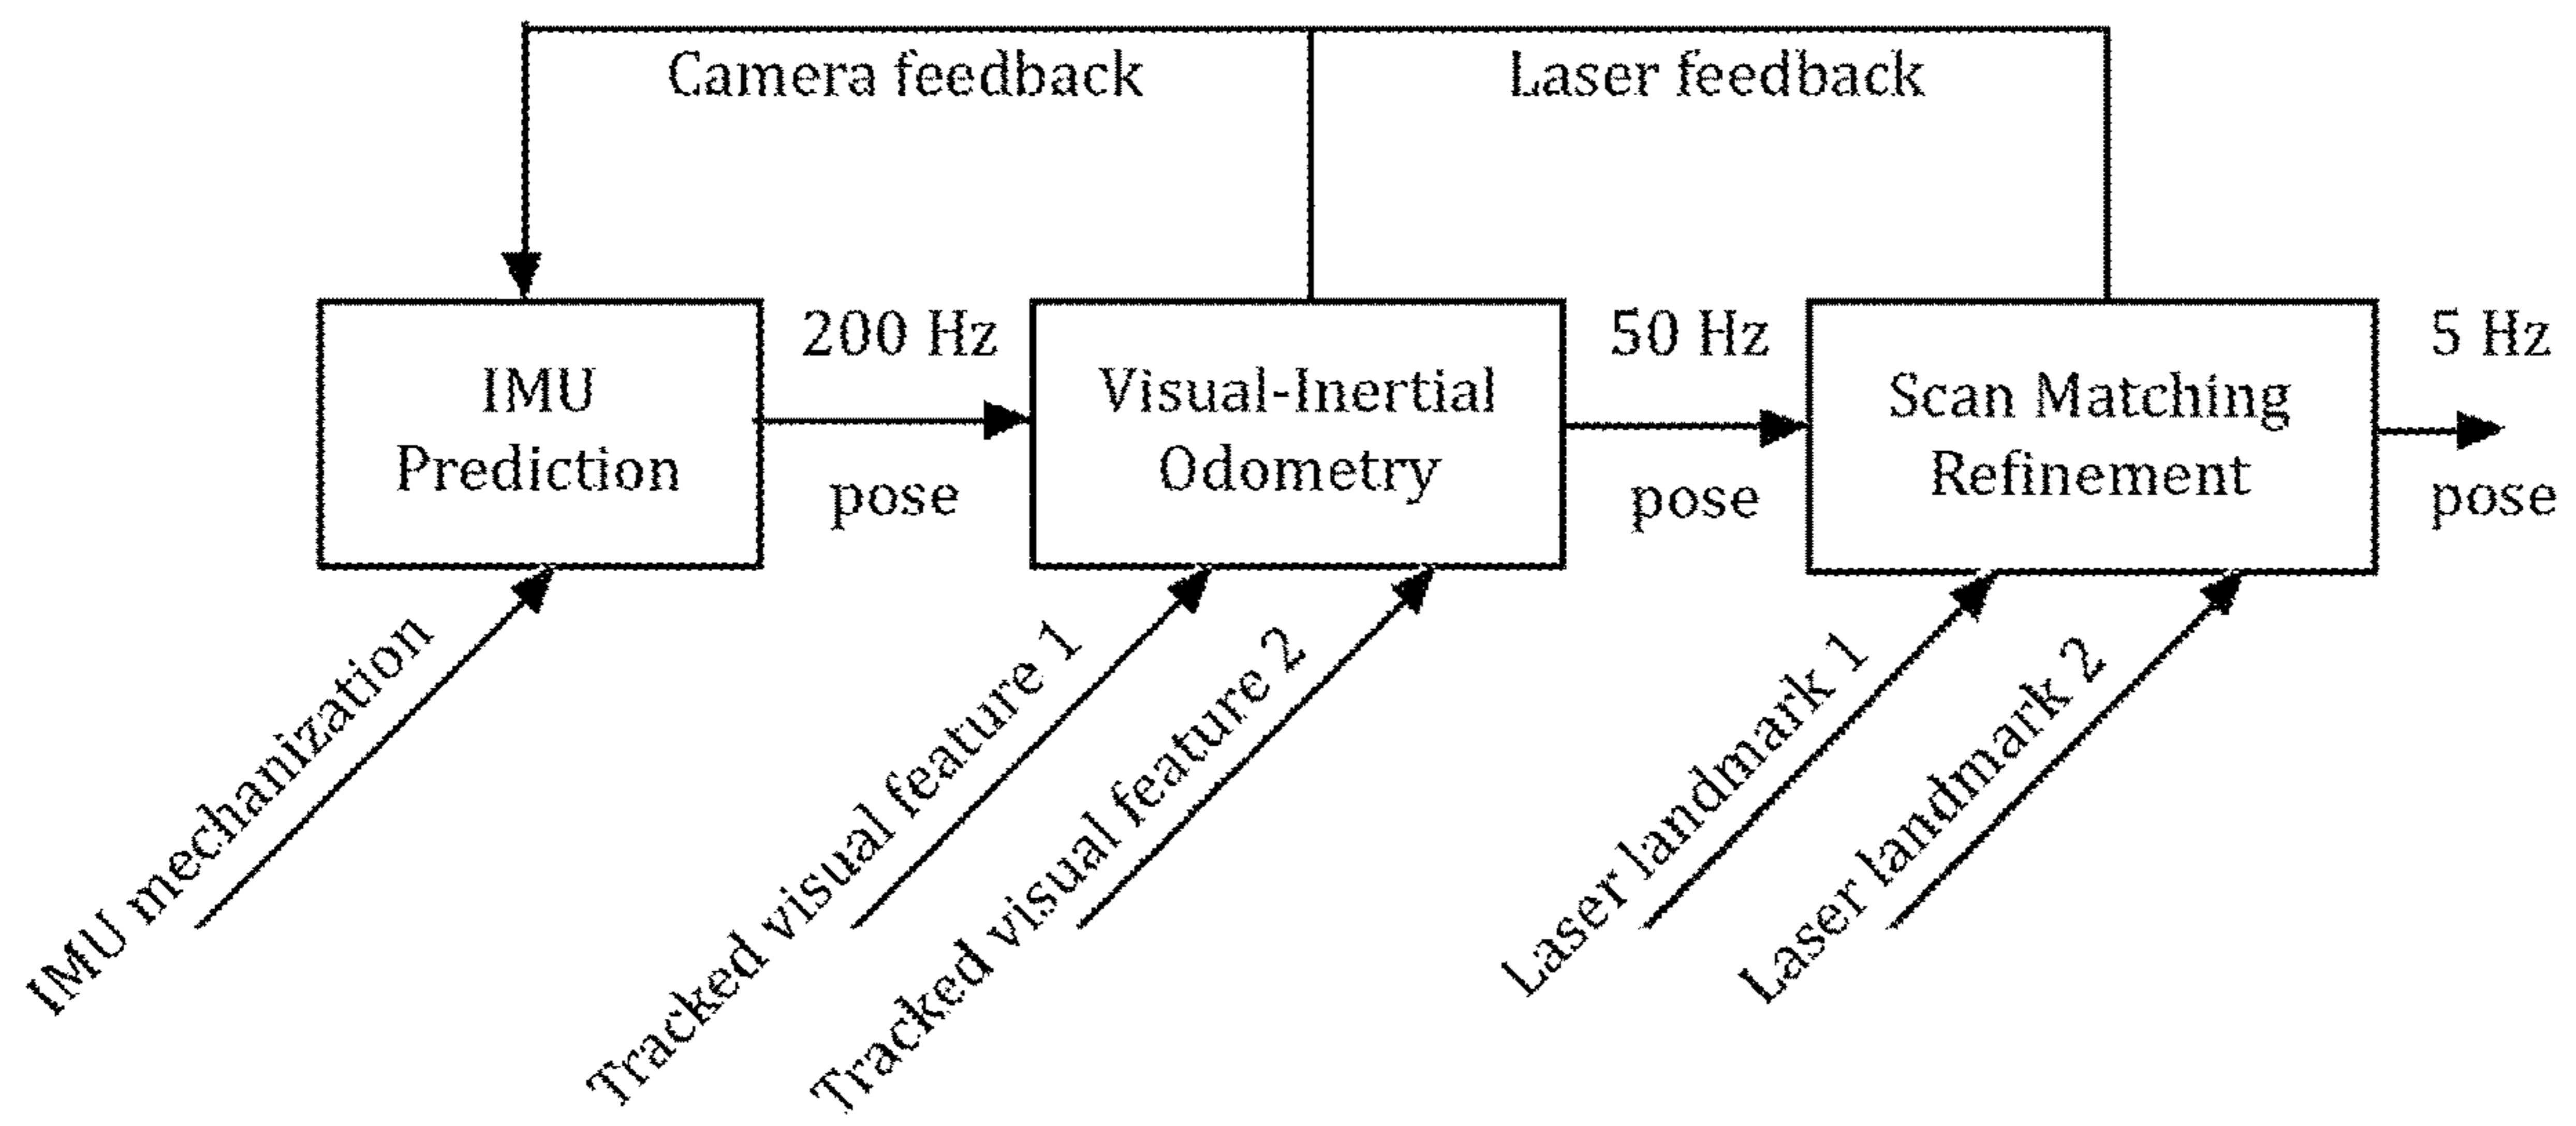 Camera feedback
Laser feedback
IMU
Prediction
200 Hz
pose
Visual-Inertial
Odometry
50 Hz
pose
Scan Matching
Refinement
5 Hz
pose
IMU mechanization
Tracked visual feature 1
Tracked visual feature 2
Laser landmark 1
Laser landmark 2